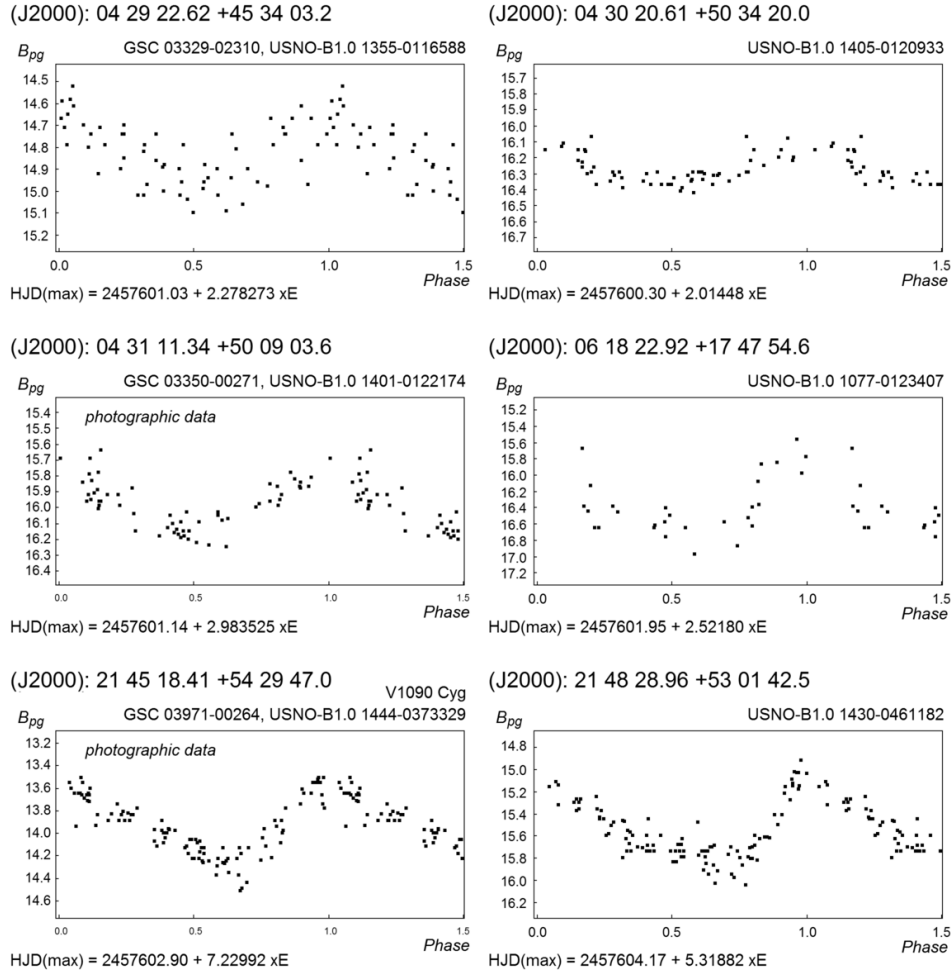 (J2000): 04 29 22.62 +45 34 03.2
GSC 03329-02310, USNO-B1.0 1355-0116588
Bpg
14.5
14.6
14.7
14.8
14.9
15.0
15.1
15.2
0.0 0.5 1.0 1.5
Phase
HJD(max) = 2457601.03 + 2.278273 xE
(J2000): 04 30 20.61 +50 34 20.0
USNO-B1.0 1405-0120933
Bpg
15.7
15.8
15.9
16.0
16.1
16.2
16.3
16.4
16.5
16.6
16.7
0.0 0.5 1.0 1.5
Phase
HJD(max) = 2457600.30 + 2.01448 xE
(J2000): 04 31 11.34 +50 09 03.6
GSC 03350-00271, USNO-B1.0 1401-0122174
Bpg
photographic data
15.4
15.5
15.6
15.7
15.8
15.9
16.0
16.1
16.2
16.3
16.4
0.0 0.5 1.0 1.5
Phase
HJD(max) = 2457601.14 + 2.983525 xE
(J2000): 06 18 22.92 +17 47 54.6
USNO-B1.0 1077-0123407
Bpg
15.2
15.4
15.6
15.8
16.0
16.2
16.4
16.6
16.8
17.0
17.2
0.0 0.5 1.0 1.5
Phase
HJD(max) = 2457601.95 + 2.52180 xE
(J2000): 21 45 18.41 +54 29 47.0
V1090 Cyg
GSC 03971-00264, USNO-B1.0 1444-0373329
Bpg
photographic data
13.2
13.4
13.6
13.8
14.0
14.2
14.4
14.6
0.0 0.5 1.0 1.5
Phase
HJD(max) = 2457602.90 + 7.22992 xE
(J2000): 21 48 28.96 +53 01 42.5
USNO-B1.0 1430-0461182
Bpg
14.8
15.0
15.2
15.4
15.6
15.8
16.0
16.2
0.0 0.5 1.0 1.5
Phase
HJD(max) = 2457604.17 + 5.31882 xE